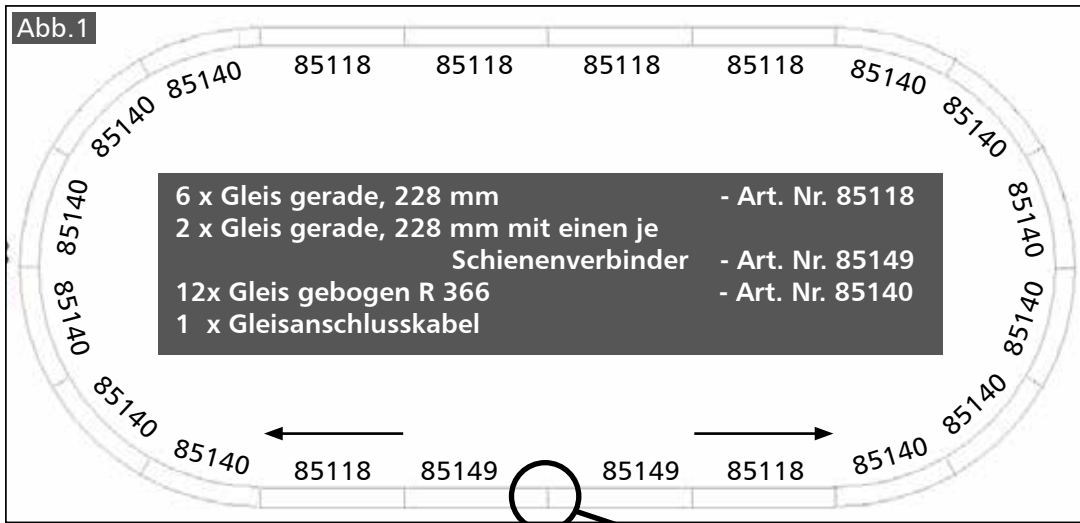 Abb.1
85140 85118 85118 85118 85118 85140
85140 85140
85140 85140
6 x Gleis gerade, 228 mm - Art. Nr. 85118
2 x Gleis gerade, 228 mm mit einen je
Schienenverbinder - Art. Nr. 85149
12x Gleis gebogen R 366 - Art. Nr. 85140
1 x Gleisanschlusskabel
85140 85140
85140 85140
85140 85118 85149 85149 85118 85140